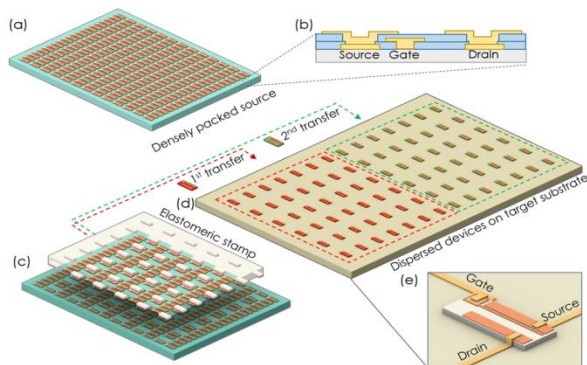 (a)
(b)
Source
Gate
Drain
Densely packed source
2nd transfer
1st transfer
(d)
Elastomeric stamp
Dispersed devices on target substrate
(c)
(e)
Gate
Source
Drain